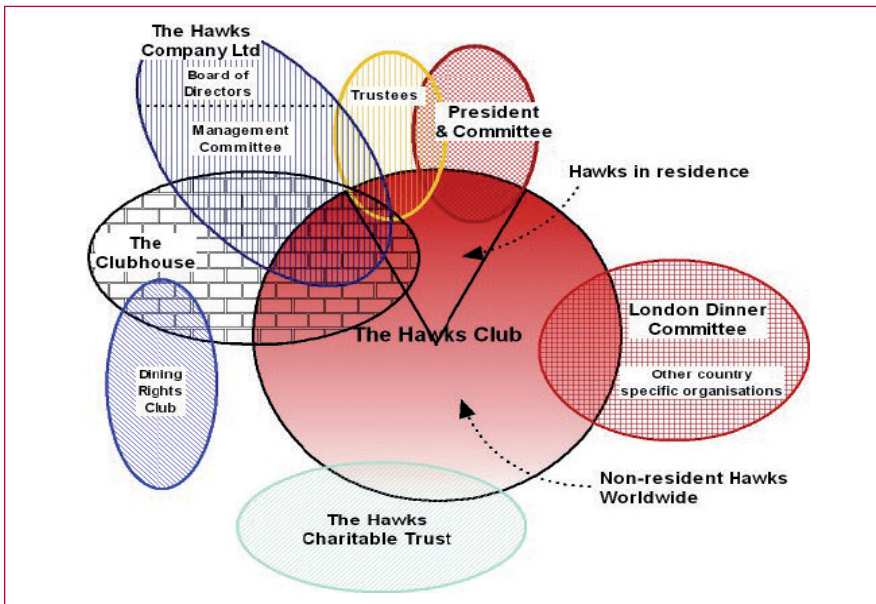 The Hawks
Company Ltd
Board of
Directors
Management
Committee
Trustees
President
& Committee
Hawks in residence
The
Clubhouse
The Hawks Club
London Dinner
Committee
Other country
specific organisations
Dining
Rights
Club
Non-resident Hawks
Worldwide
The Hawks
Charitable Trust